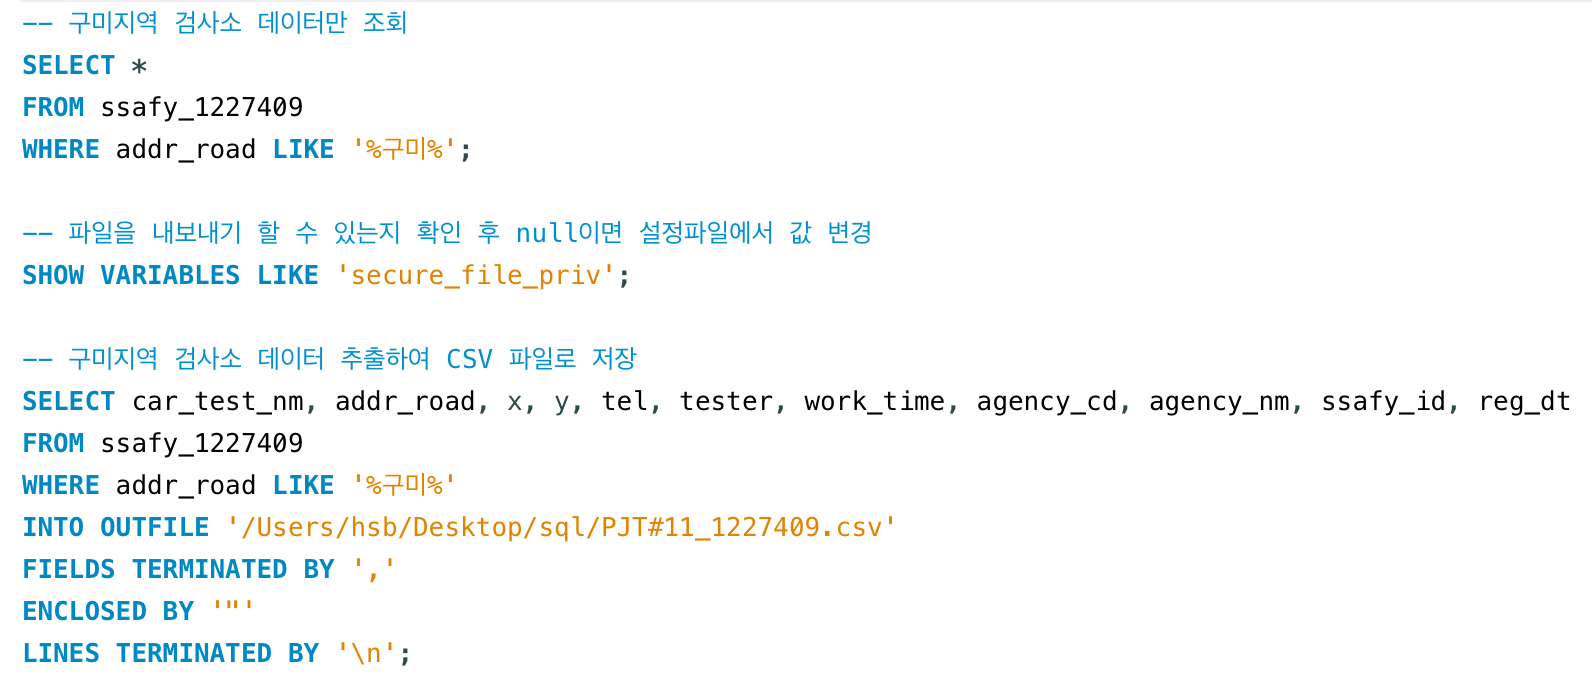 -- 구미지역 검사소 데이터만 조회
SELECT *
FROM ssafy_1227409
WHERE addr_road LIKE '%구미%';
-- 파일을 내보내기 할 수 있는지 확인 후 null이면 설정파일에서 값 변경
SHOW VARIABLES LIKE 'secure_file_priv';
-- 구미지역 검사소 데이터 추출하여 CSV 파일로 저장
SELECT car_test_nm, addr_road, x, y, tel, tester, work_time, agency_cd, agency_nm, ssafy_id, reg_dt
FROM ssafy_1227409
WHERE addr_road LIKE '%구미%'
INTO OUTFILE '/Users/hsb/Desktop/sql/PJT#11_1227409.csv'
FIELDS TERMINATED BY ','
ENCLOSED BY '"'
LINES TERMINATED BY '\n';